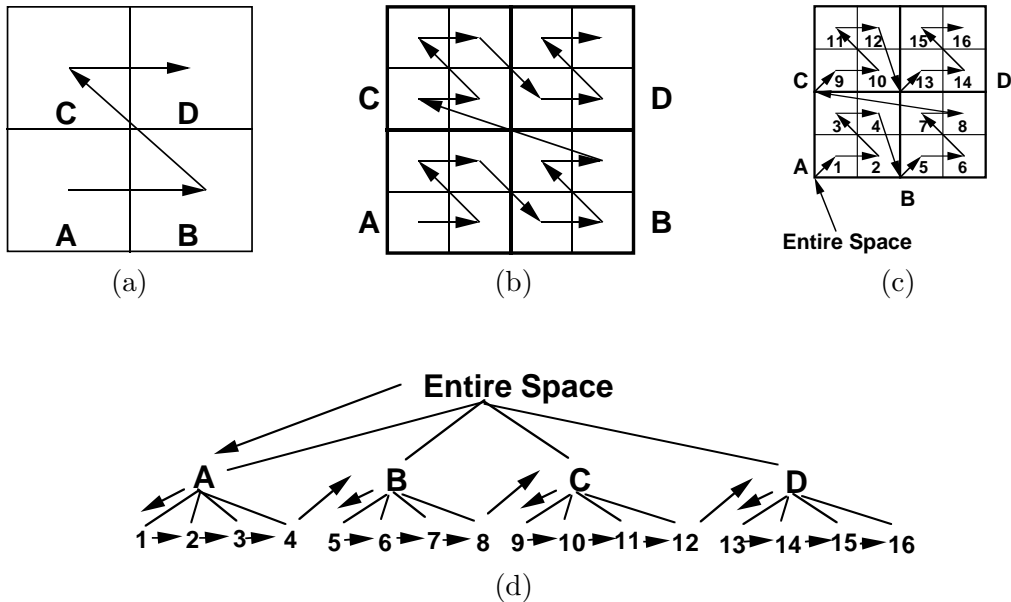 C D
A B
(a)
C D
A B
(b)
11 12 15 16
C 9 10 13 14 D
3 4 7 8
A 1 2 5 6
B
Entire Space
(c)
Entire Space
A B C D
1 2 3 4 5 6 7 8 9 10 11 12 13 14 15 16
(d)